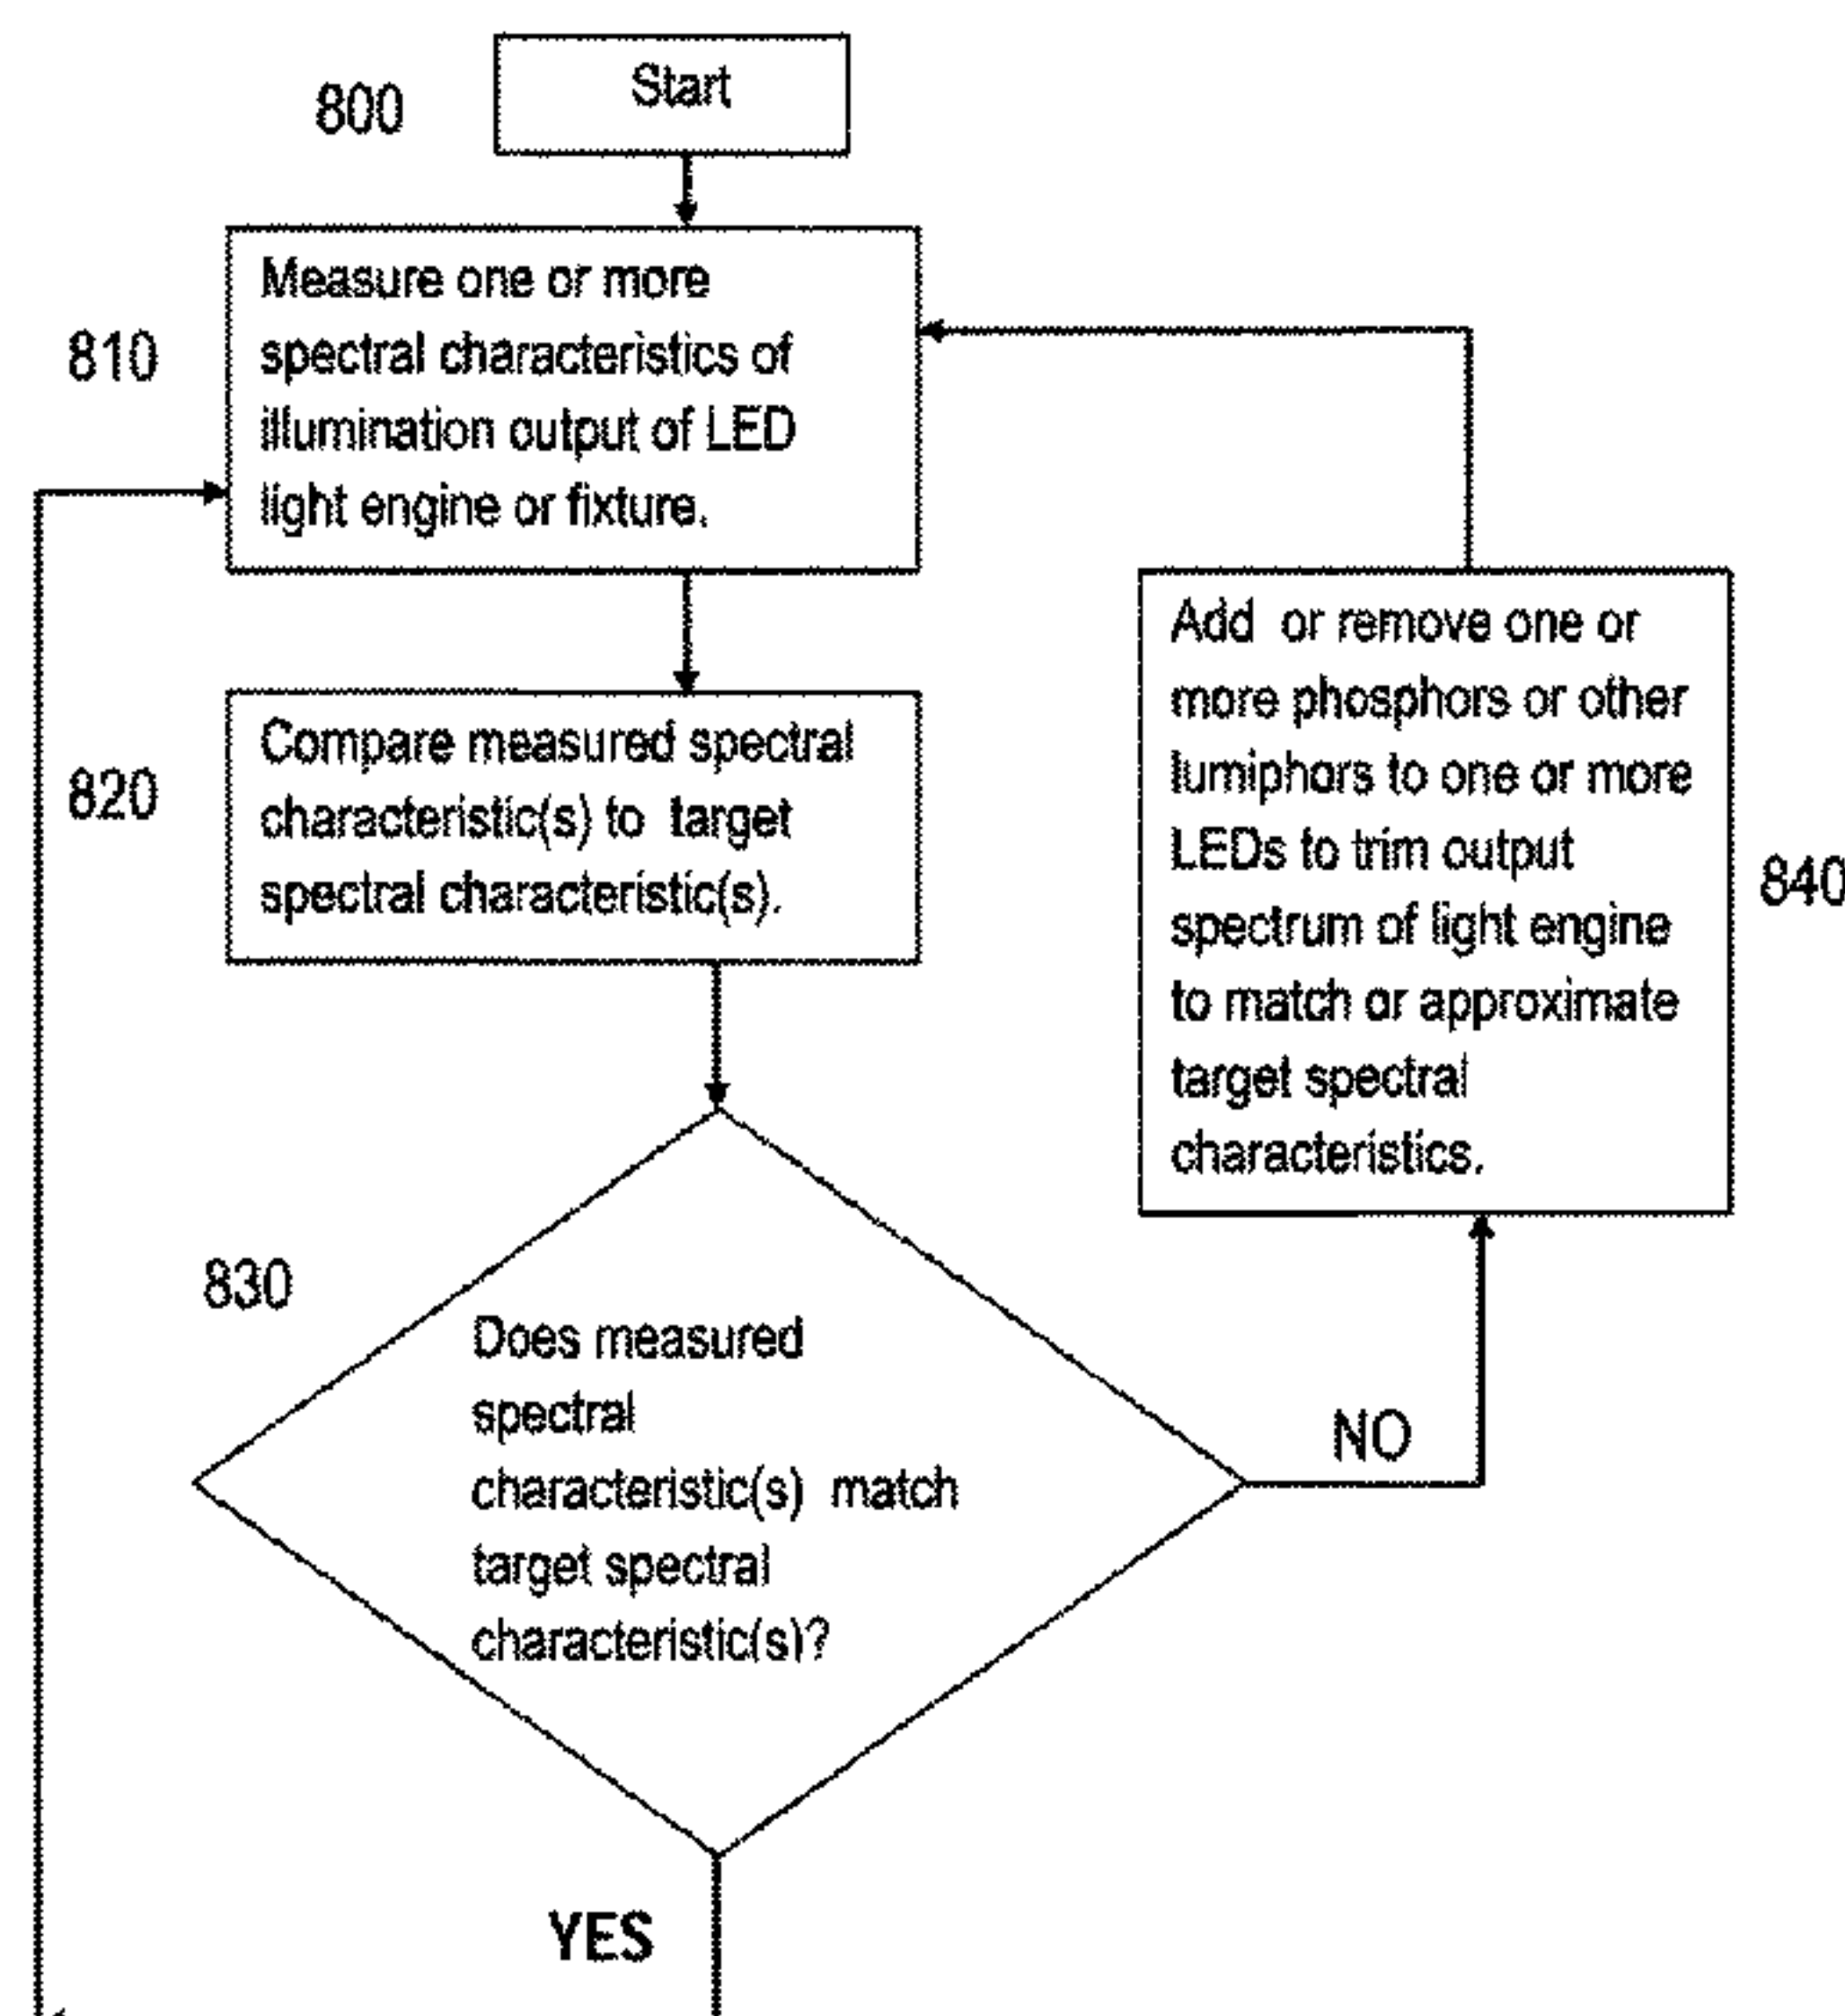 800
Start
810
Measure one or more
spectral characteristics of
illumination output of LED
light engine or fixture.
820
Compare measured spectral
characteristic(s) to target
spectral characteristic(s).
Add or remove one or
more phosphors or other
lumiphors to one or more
LEDs to trim output
spectrum of light engine
to match or approximate
target spectral
characteristics.
840
830
Does measured
spectral
characteristic(s) match
target spectral
characteristic(s)?
NO
YES